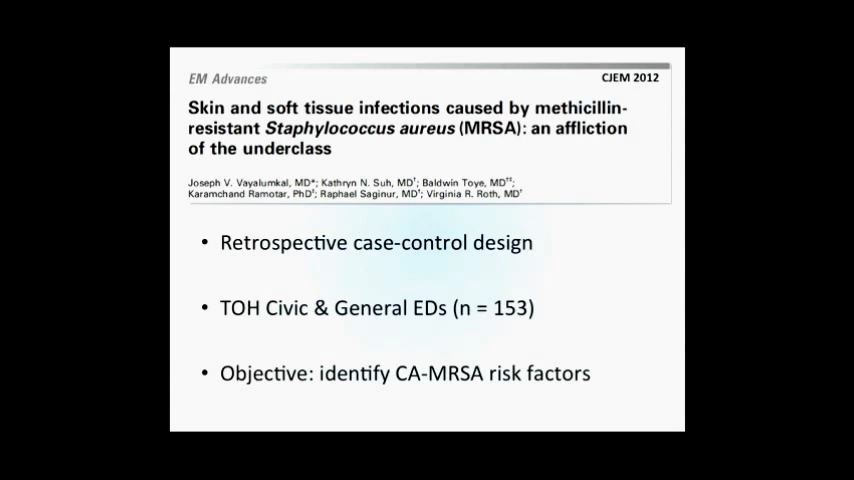 EM Advances
CJEM 2012
Skin and soft tissue infections caused by methicillin-
resistant Staphylococcus aureus (MRSA): an affliction
of the underclass
Joseph V. Vayalumkal, MD*; Kathryn N. Suh, MD†; Baldwin Toye, MD†‡;
Karamchand Ramotar, PhD‡; Raphael Saginur, MD†; Virginia R. Roth, MD†
• Retrospective case-control design
• TOH Civic & General EDs (n = 153)
• Objective: identify CA-MRSA risk factors